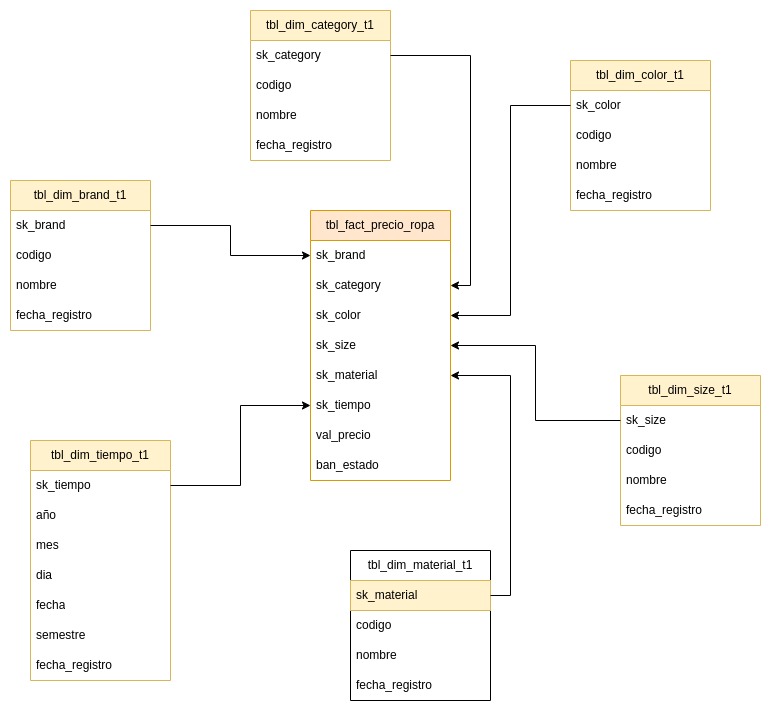 tbl_dim_category_t1
sk_category
codigo
nombre
fecha_registro
tbl_dim_color_t1
sk_color
codigo
nombre
fecha_registro
tbl_dim_brand_t1
sk_brand
codigo
nombre
fecha_registro
tbl_fact_precio_ropa
sk_brand
sk_category
sk_color
sk_size
sk_material
sk_tiempo
val_precio
ban_estado
tbl_dim_size_t1
sk_size
codigo
nombre
fecha_registro
tbl_dim_tiempo_t1
sk_tiempo
año
mes
dia
fecha
semestre
fecha_registro
tbl_dim_material_t1
sk_material
codigo
nombre
fecha_registro